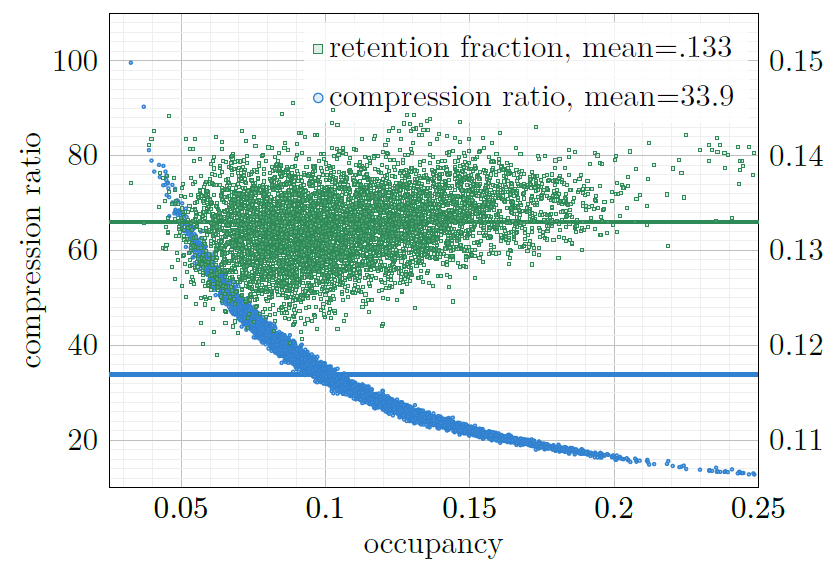 retention fraction, mean=.133
compression ratio, mean=33.9
100
80
60
40
20
compression ratio
0.15
0.14
0.13
0.12
0.11
0.05 0.1 0.15 0.2 0.25
occupancy